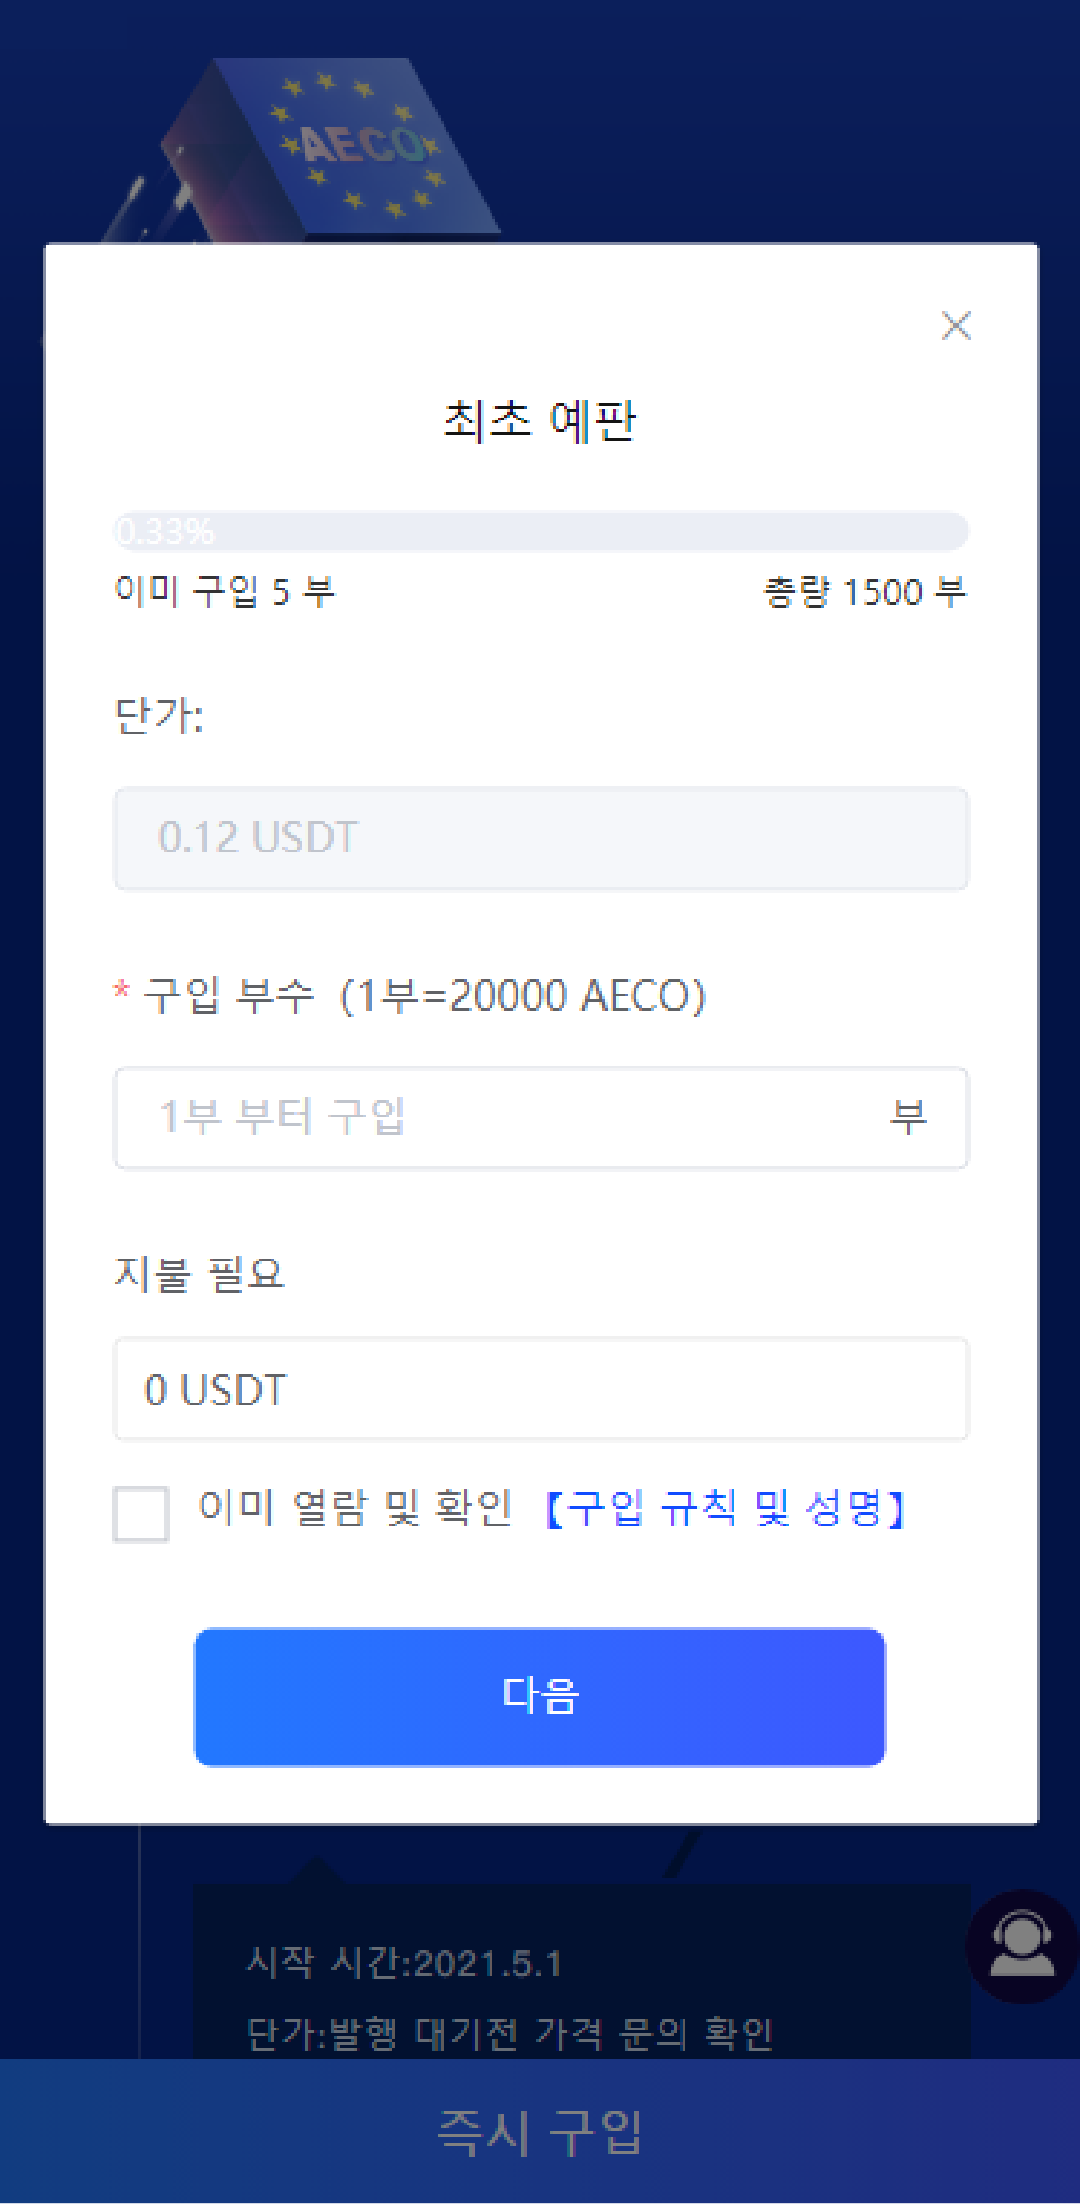 AECO
최초 예판
0.33%
이미 구입 5 부
총량 1500 부
단가:
0.12 USDT
* 구입 부수 (1부=20000 AECO)
1부 부터 구입 부
지불 필요
0 USDT
이미 열람 및 확인 【구입 규칙 및 성명】
다음
시작 시간:2021.5.1
단가:발행 대기전 가격 문의 확인
즉시 구입